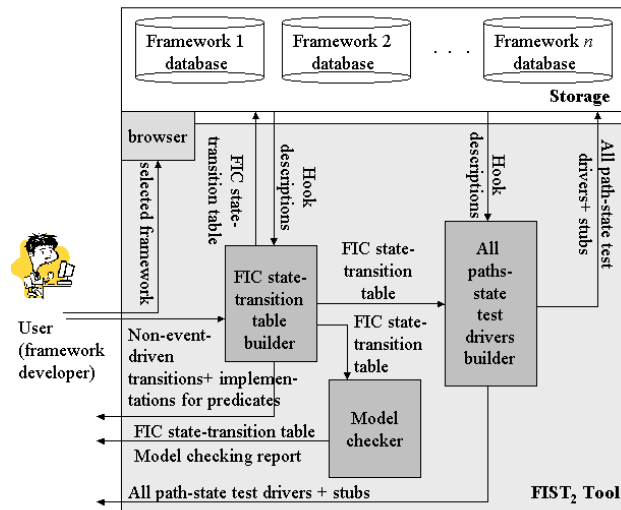 Framework 1
database
Framework 2
database
. . .
Framework n
database
Storage
browser
selected framework
FIC state-
transition table
Hook
descriptions
Hook
descriptions
All path-state test
drivers+ stubs
FIC state-
transition
table
builder
FIC state-
transition
table
All
paths-
state
test
drivers
builder
User
(framework
developer)
Non-event-
driven
transitions+ implemen-
tations for predicates
FIC state-
transition
table
Model
checker
FIC state-transition table
Model checking report
All path-state test drivers + stubs
FIST2 Tool